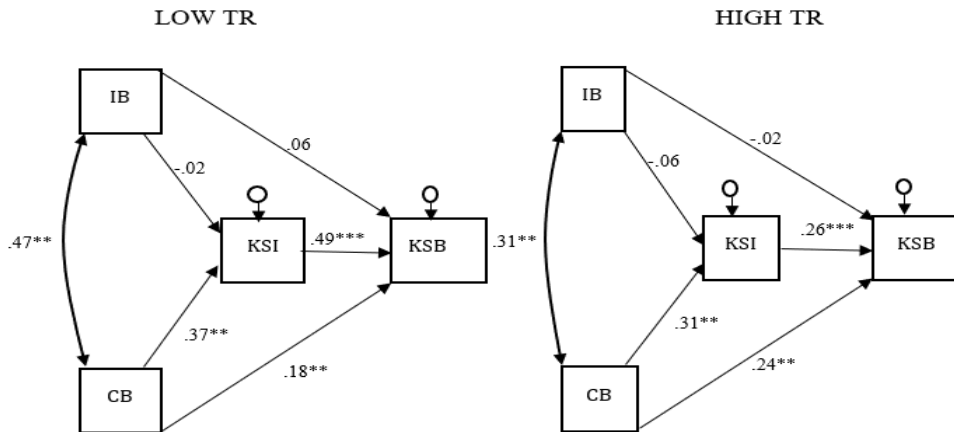 LOW TR
IB
.06
-.02
.47**
KSI
.49***
KSB
.37**
.18**
CB
HIGH TR
IB
-.02
-.06
.31**
KSI
.26***
KSB
.31**
.24**
CB